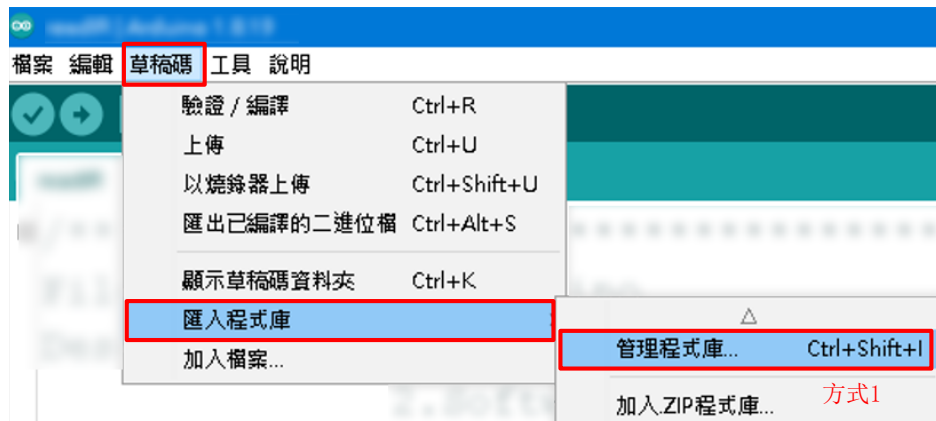 檔案 編輯 草稿碼 工具 說明
驗證 / 編譯 Ctrl+R
上傳 Ctrl+U
以燒錄器上傳 Ctrl+Shift+U
匯出已編譯的二進位檔 Ctrl+Alt+S
顯示草稿碼資料夾 Ctrl+K
匯入程式庫
加入檔案...
△
管理程式庫... Ctrl+Shift+I
加入.ZIP程式庫...
方式1